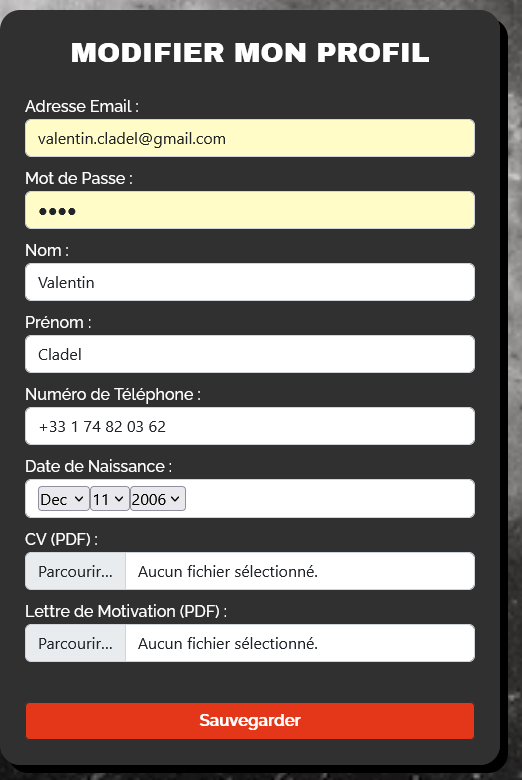 MODIFIER MON PROFIL
Adresse Email :
valentin.cladel@gmail.com
Mot de Passe :
●●●●
Nom :
Valentin
Prénom :
Cladel
Numéro de Téléphone :
+33 1 74 82 03 62
Date de Naissance :
Dec 11 2006
CV (PDF) :
Parcourir... Aucun fichier sélectionné.
Lettre de Motivation (PDF) :
Parcourir... Aucun fichier sélectionné.
Sauvegarder